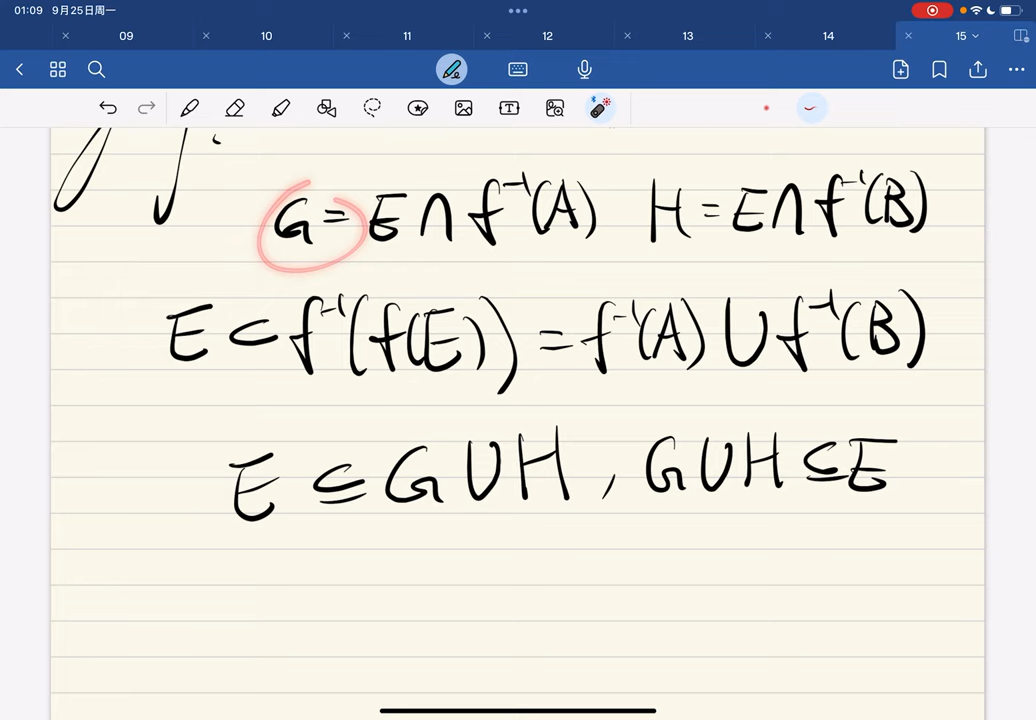 01:09 9月25日周一
09 10 11 12 13 14 15
G = E ∩ f⁻¹(A) H = E ∩ f⁻¹(B)
E ⊂ f⁻¹(f(E)) = f⁻¹(A) ∪ f⁻¹(B)
E ⊆ G ∪ H , G ∪ H ⊆ E